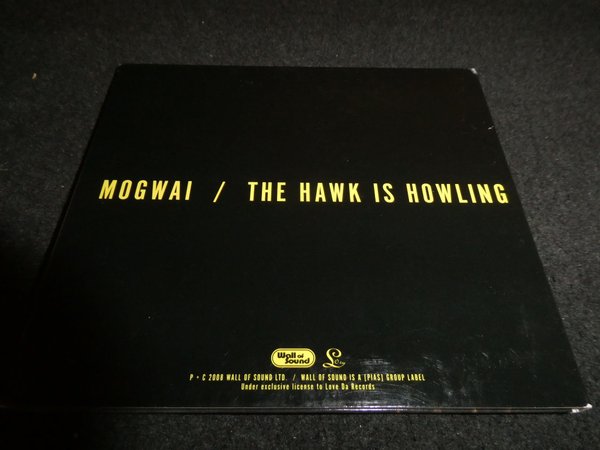 MOGWAI / THE HAWK IS HOWLING
Wall of
Sound
P + C 2008 WALL OF SOUND LTD. / WALL OF SOUND IS A [PIAS] GROUP LABEL
Under exclusive license to Love Da Records